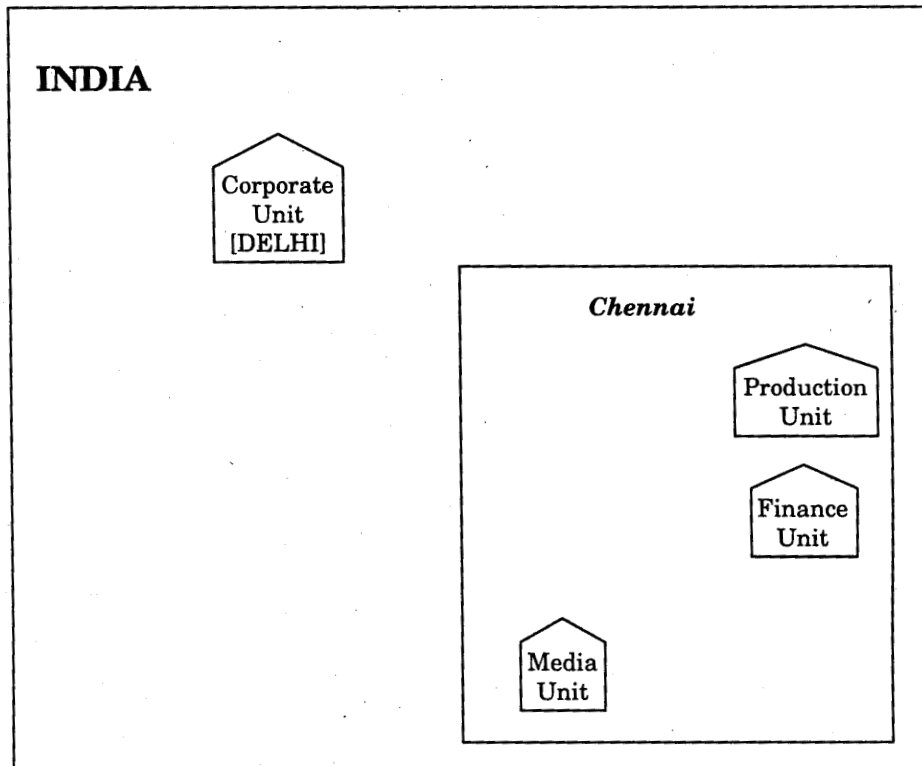 INDIA
Corporate
Unit
[DELHI]
Chennai
Production
Unit
Finance
Unit
Media
Unit